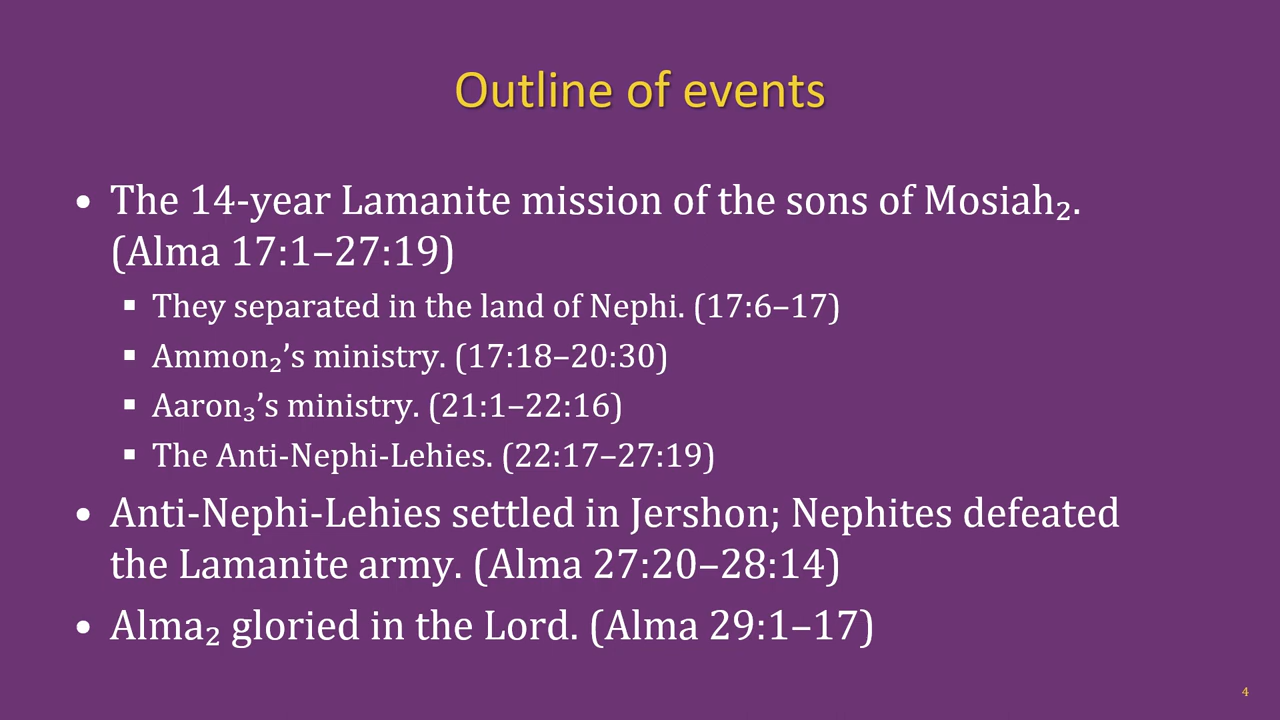 Outline of events
• The 14-year Lamanite mission of the sons of Mosiah₂.
(Alma 17:1–27:19)
▪ They separated in the land of Nephi. (17:6–17)
▪ Ammon₂’s ministry. (17:18–20:30)
▪ Aaron₃’s ministry. (21:1–22:16)
▪ The Anti-Nephi-Lehies. (22:17–27:19)
• Anti-Nephi-Lehies settled in Jershon; Nephites defeated
the Lamanite army. (Alma 27:20–28:14)
• Alma₂ gloried in the Lord. (Alma 29:1–17)
4